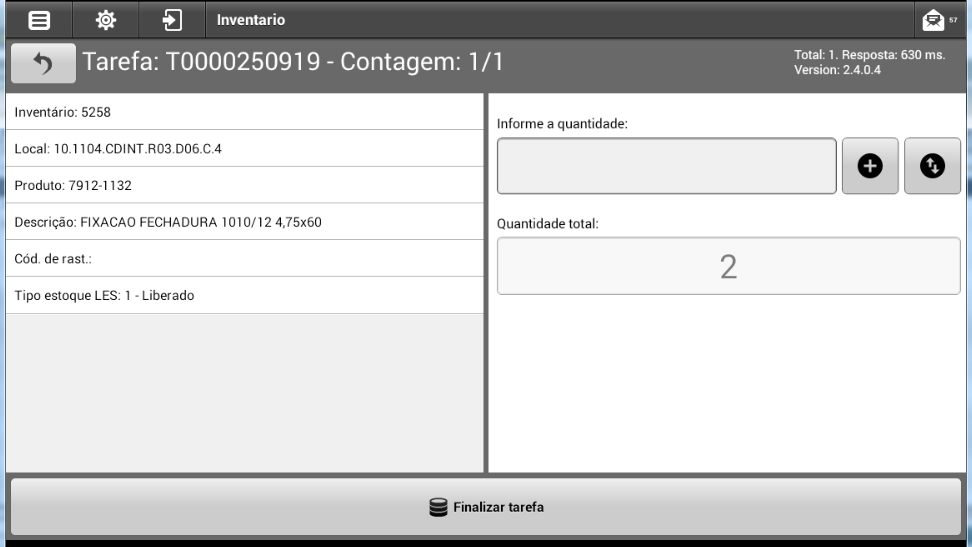 Inventario
57
Tarefa: T0000250919 - Contagem: 1/1
Total: 1. Resposta: 630 ms.
Version: 2.4.0.4
Inventário: 5258
Local: 10.1104.CDINT.R03.D06.C.4
Produto: 7912-1132
Descrição: FIXACAO FECHADURA 1010/12 4,75x60
Cód. de rast.:
Tipo estoque LES: 1 - Liberado
Informe a quantidade:
Quantidade total:
2
Finalizar tarefa